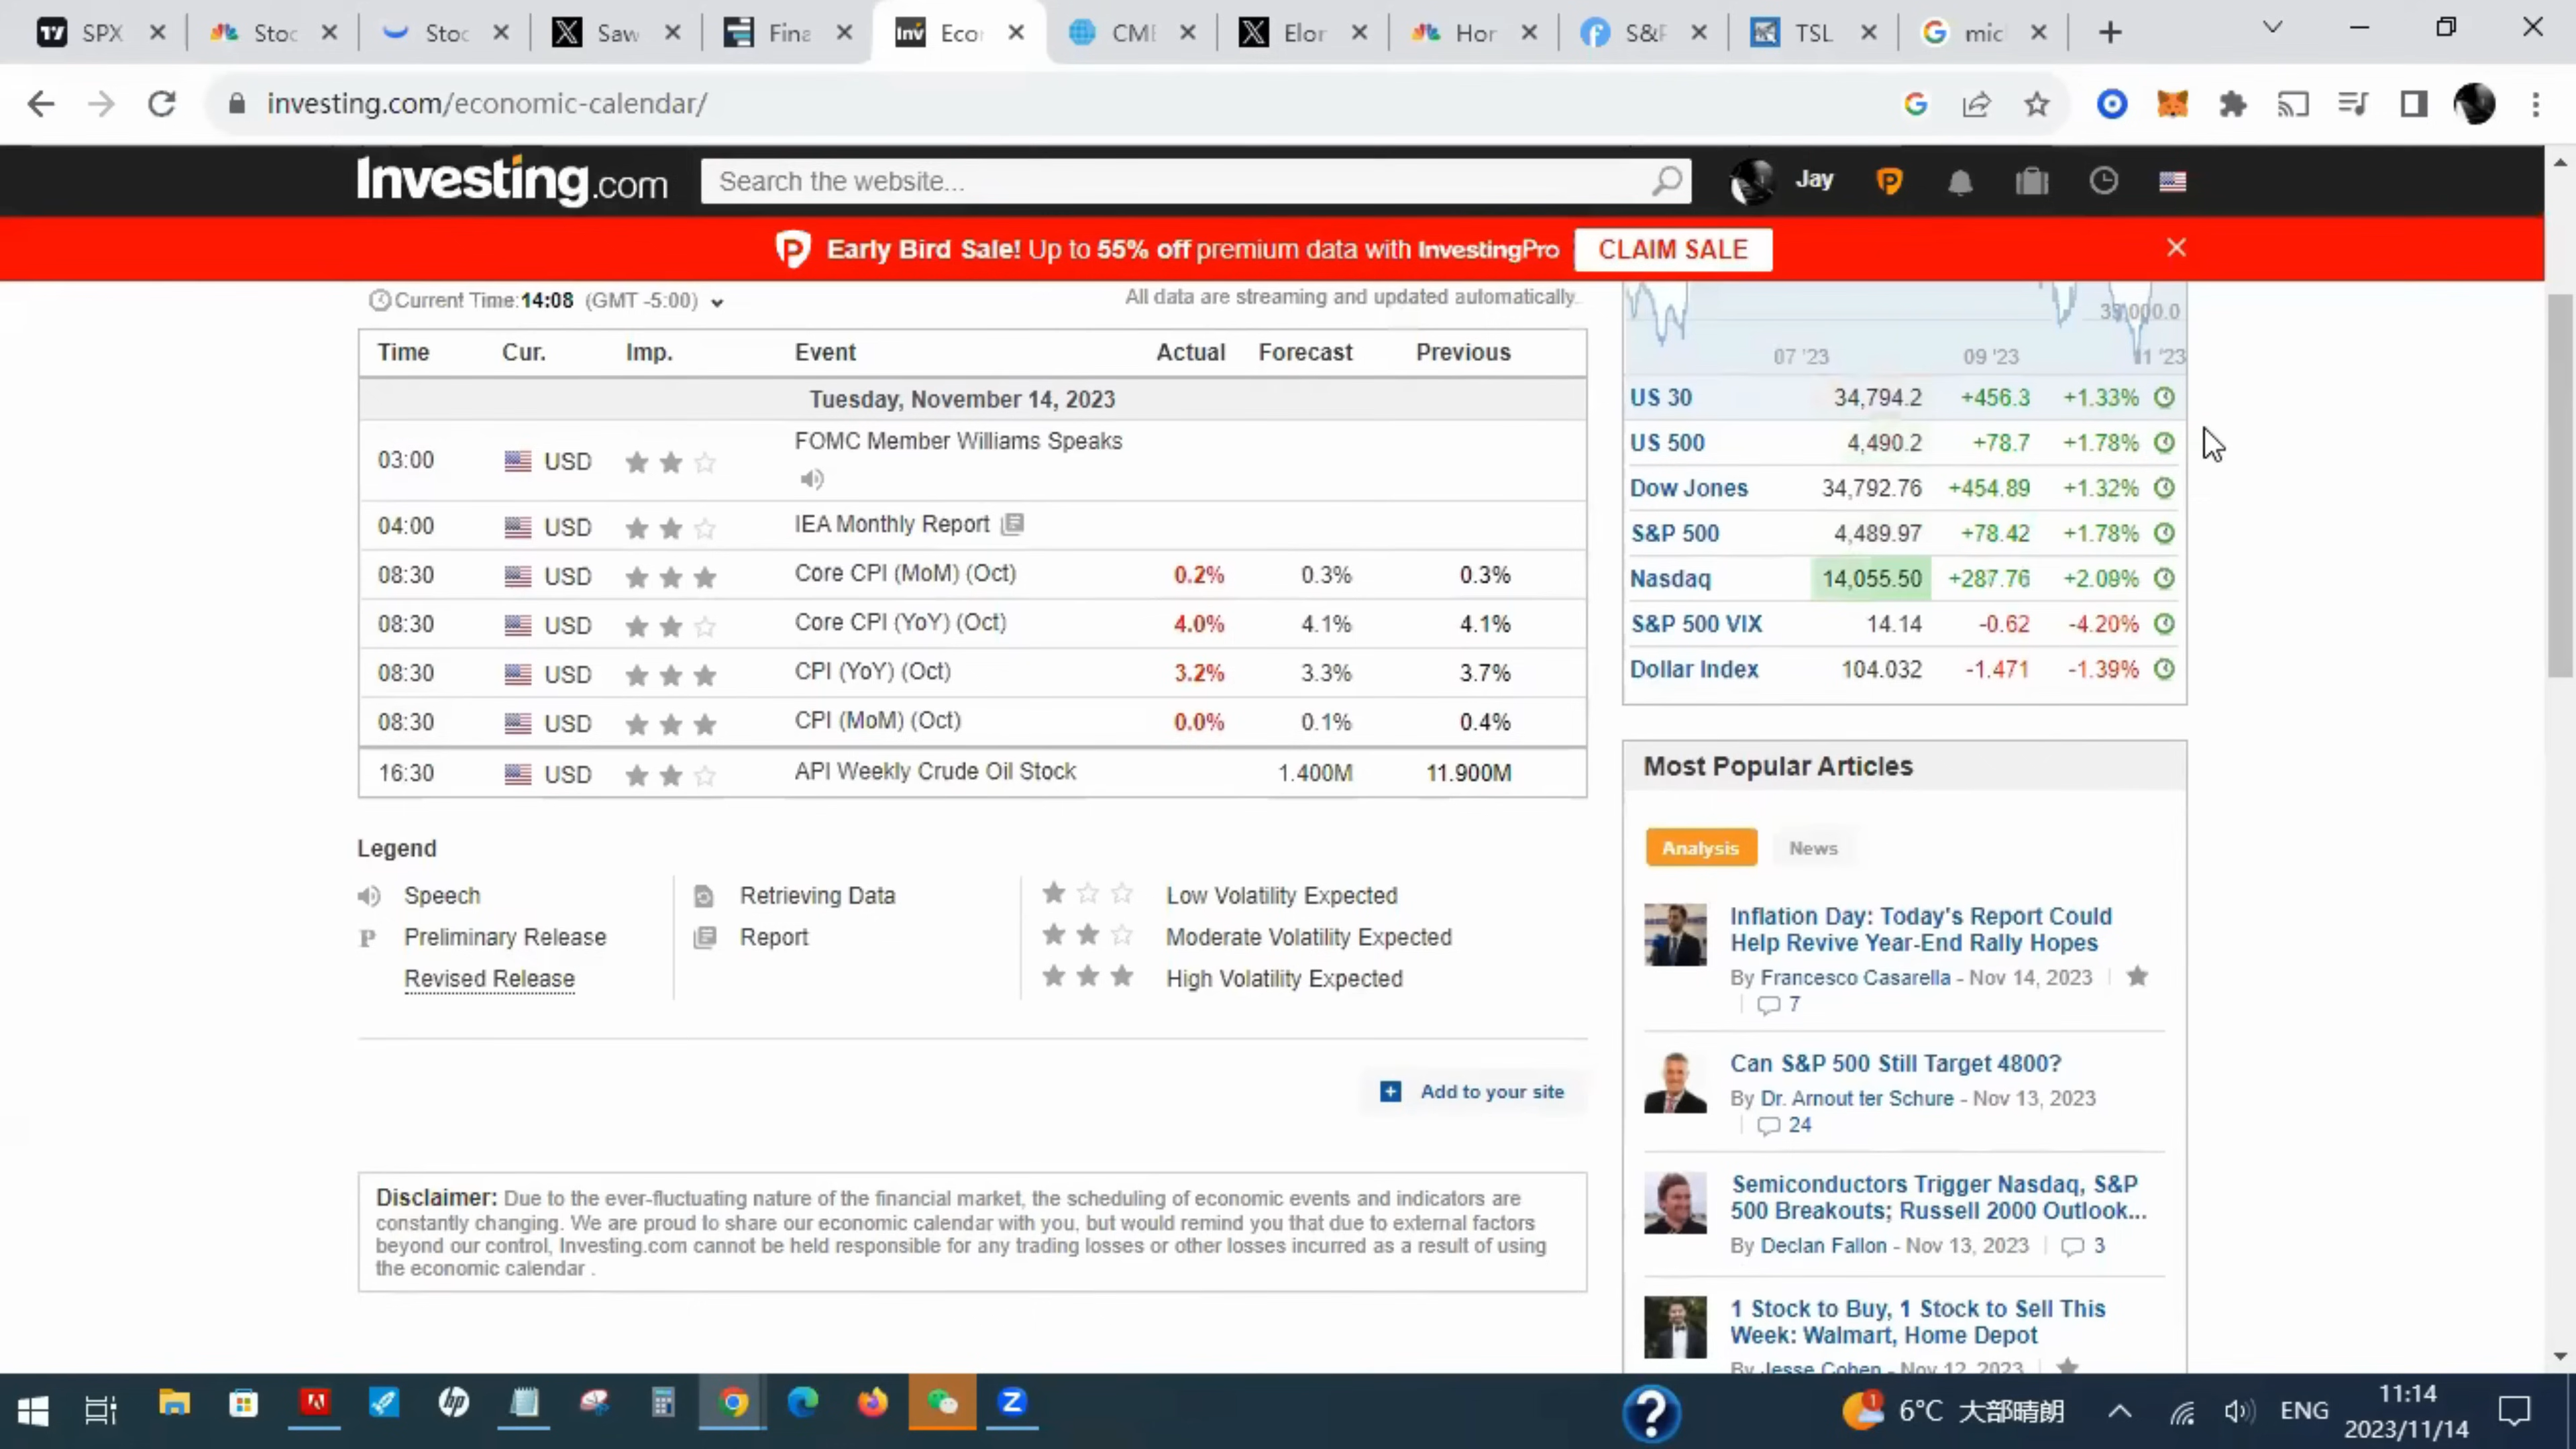 SPX
Stoc
Stoc
Saw
Fina
Inv Ecor
CME
Elor
Hor
S&F
TSL
mic
investing.com/economic-calendar/
Investing.com
Search the website...
Jay
Early Bird Sale! Up to 55% off premium data with InvestingPro
CLAIM SALE
Current Time:14:08 (GMT -5:00)
All data are streaming and updated automatically.
Time Cur. Imp. Event Actual Forecast Previous
Tuesday, November 14, 2023
03:00 USD FOMC Member Williams Speaks
04:00 USD IEA Monthly Report
08:30 USD Core CPI (MoM) (Oct) 0.2% 0.3% 0.3%
08:30 USD Core CPI (YoY) (Oct) 4.0% 4.1% 4.1%
08:30 USD CPI (YoY) (Oct) 3.2% 3.3% 3.7%
08:30 USD CPI (MoM) (Oct) 0.0% 0.1% 0.4%
16:30 USD API Weekly Crude Oil Stock 1.400M 11.900M
Legend
Speech
P Preliminary Release
Revised Release
Retrieving Data
Report
Low Volatility Expected
Moderate Volatility Expected
High Volatility Expected
Add to your site
Disclaimer: Due to the ever-fluctuating nature of the financial market, the scheduling of economic events and indicators are
constantly changing. We are proud to share our economic calendar with you, but would remind you that due to external factors
beyond our control, Investing.com cannot be held responsible for any trading losses or other losses incurred as a result of using
the economic calendar .
07 '23 09 '23 11 '23
US 30 34,794.2 +456.3 +1.33%
US 500 4,490.2 +78.7 +1.78%
Dow Jones 34,792.76 +454.89 +1.32%
S&P 500 4,489.97 +78.42 +1.78%
Nasdaq 14,055.50 +287.76 +2.09%
S&P 500 VIX 14.14 -0.62 -4.20%
Dollar Index 104.032 -1.471 -1.39%
Most Popular Articles
Analysis News
Inflation Day: Today's Report Could
Help Revive Year-End Rally Hopes
By Francesco Casarella - Nov 14, 2023
7
Can S&P 500 Still Target 4800?
By Dr. Arnout ter Schure - Nov 13, 2023
24
Semiconductors Trigger Nasdaq, S&P
500 Breakouts; Russell 2000 Outlook...
By Declan Fallon - Nov 13, 2023 3
1 Stock to Buy, 1 Stock to Sell This
Week: Walmart, Home Depot
By Jesse Cohen - Nov 12, 2023
6°C 大部晴朗
ENG
11:14
2023/11/14